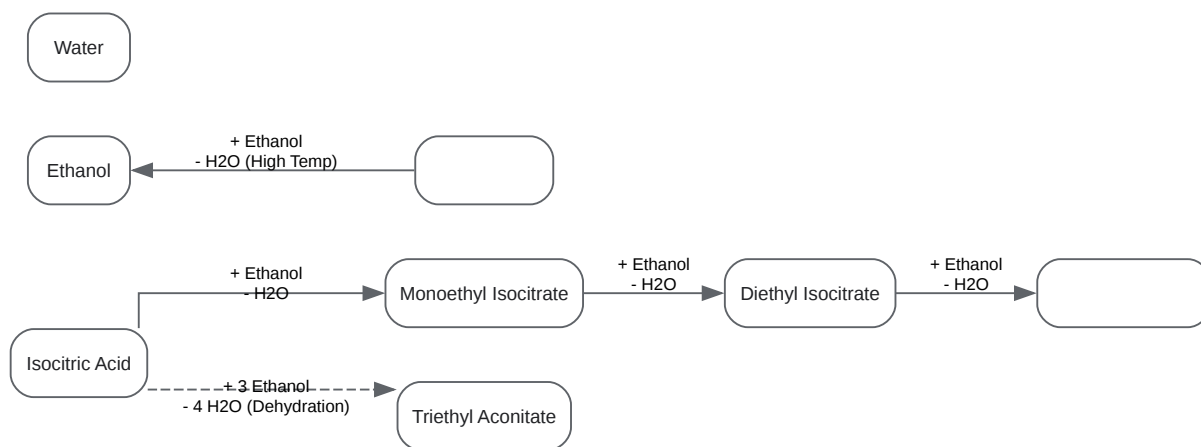 Water
+ Ethanol
- H2O (High Temp)
Ethanol
+ Ethanol
- H2O
Monoethyl Isocitrate
+ Ethanol
- H2O
Diethyl Isocitrate
+ Ethanol
- H2O
Isocitric Acid
+ 3 Ethanol
- 4 H2O (Dehydration)
Triethyl Aconitate